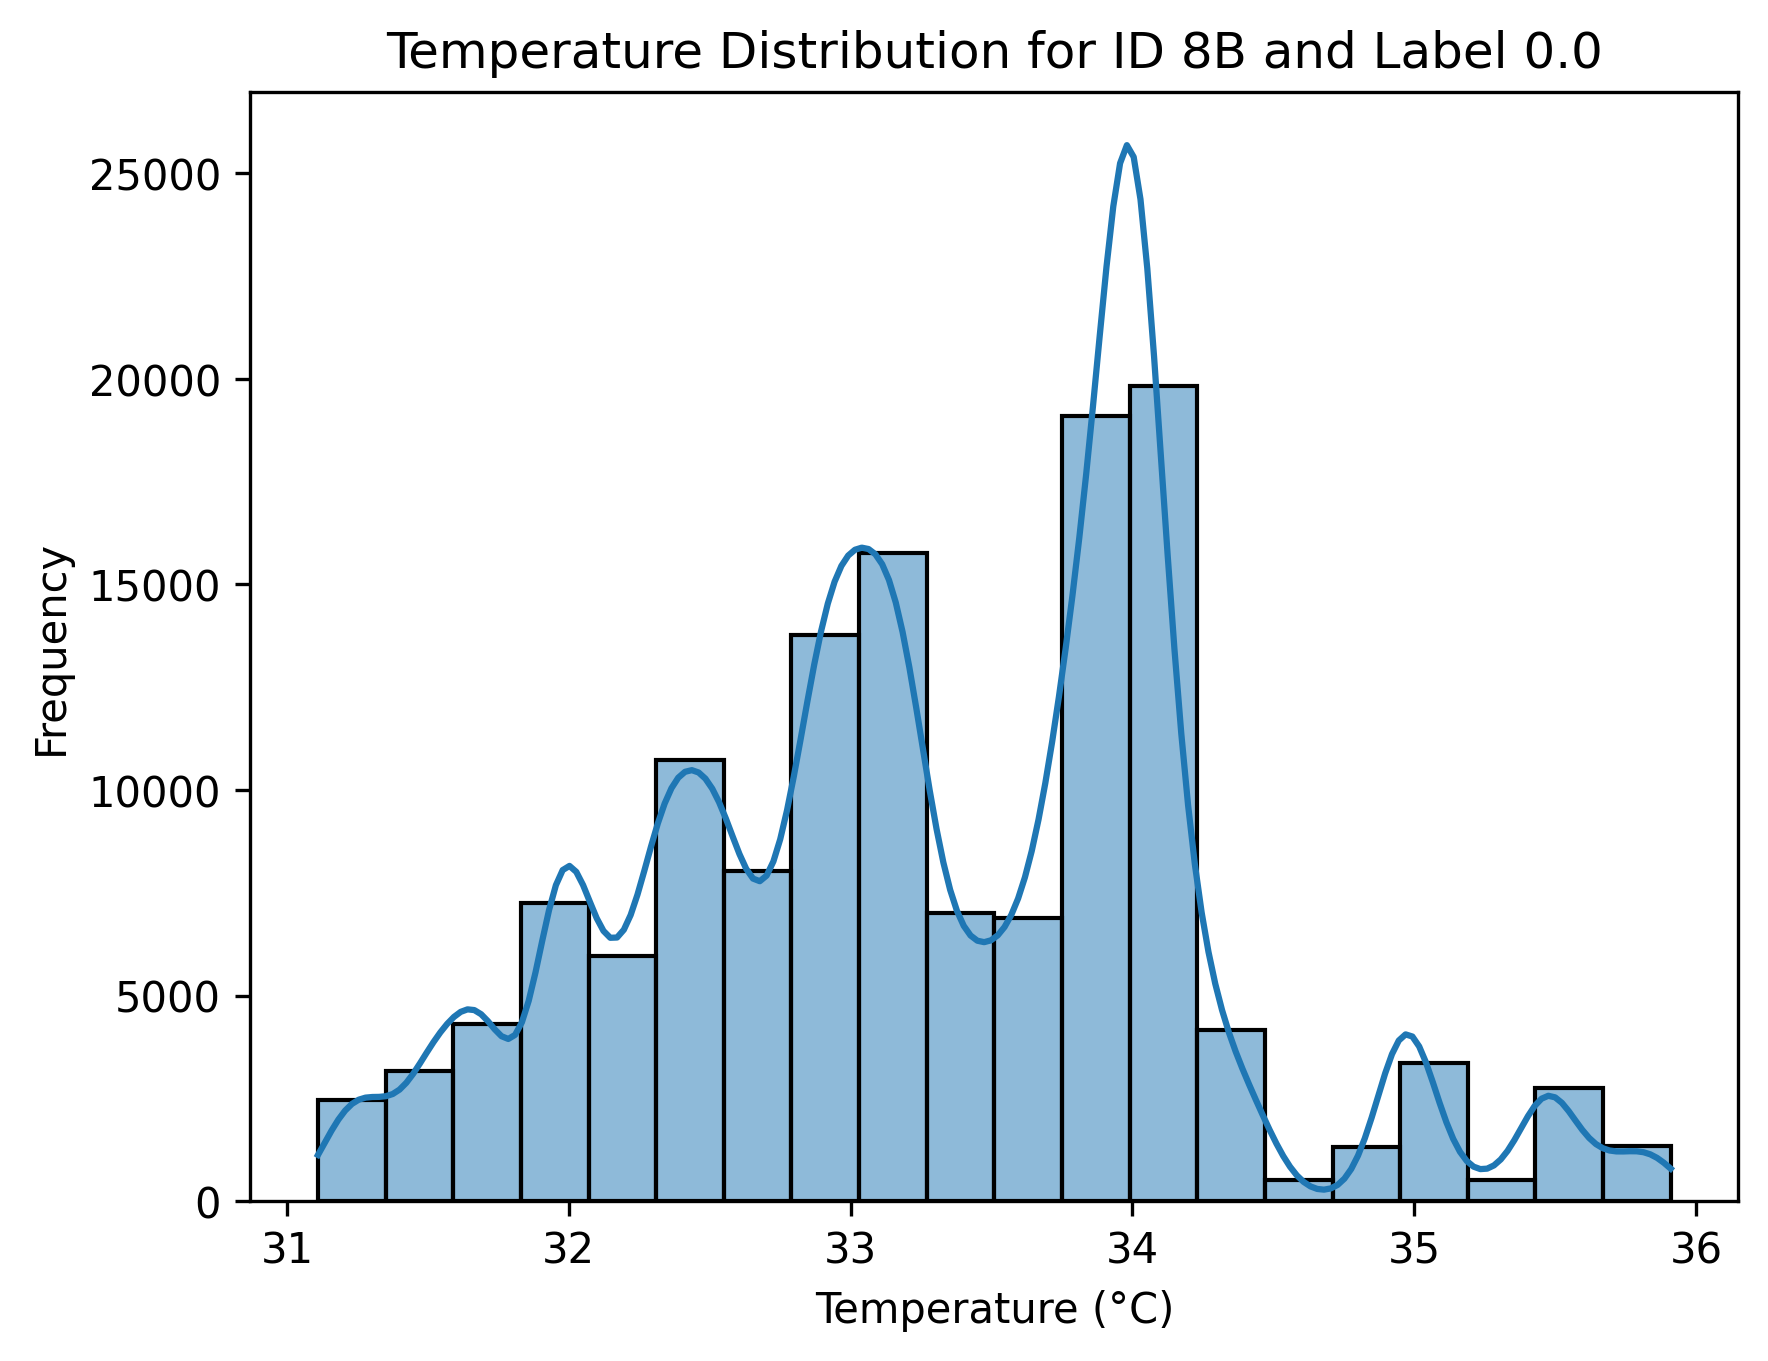 Temperature Distribution for ID 8B and Label 0.0
25000
20000
15000
10000
5000
0
Frequency
31 32 33 34 35 36
Temperature (°C)